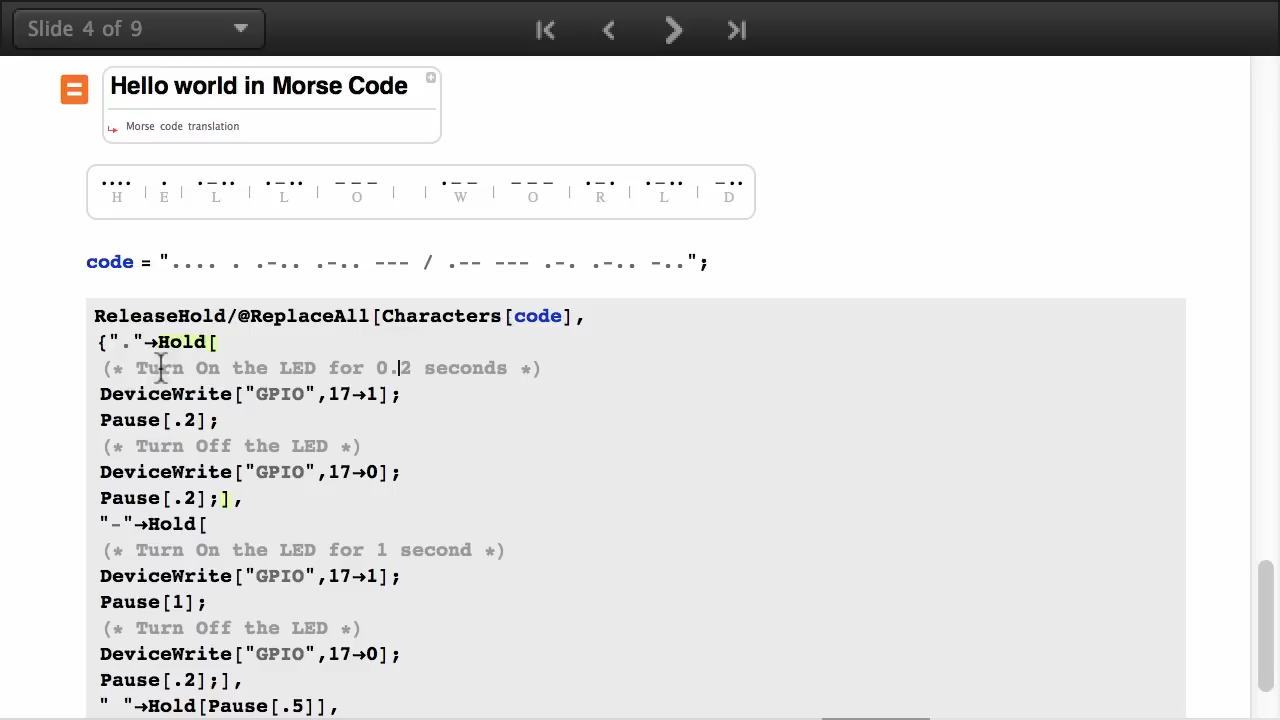 Slide 4 of 9
Hello world in Morse Code
Morse code translation
•••• • •–•• •–•• ––– •–– ––– •–• •–•• –••
H | E | L | L | O | | W | O | R | L | D
code = ".... . .-.. .-.. --- / .-- --- .-. .-.. -..";
ReleaseHold/@ReplaceAll[Characters[code],
{"."→Hold[
(* Turn On the LED for 0.2 seconds *)
DeviceWrite["GPIO",17→1];
Pause[.2];
(* Turn Off the LED *)
DeviceWrite["GPIO",17→0];
Pause[.2];],
"-"→Hold[
(* Turn On the LED for 1 second *)
DeviceWrite["GPIO",17→1];
Pause[1];
(* Turn Off the LED *)
DeviceWrite["GPIO",17→0];
Pause[.2];],
" "→Hold[Pause[.5]],